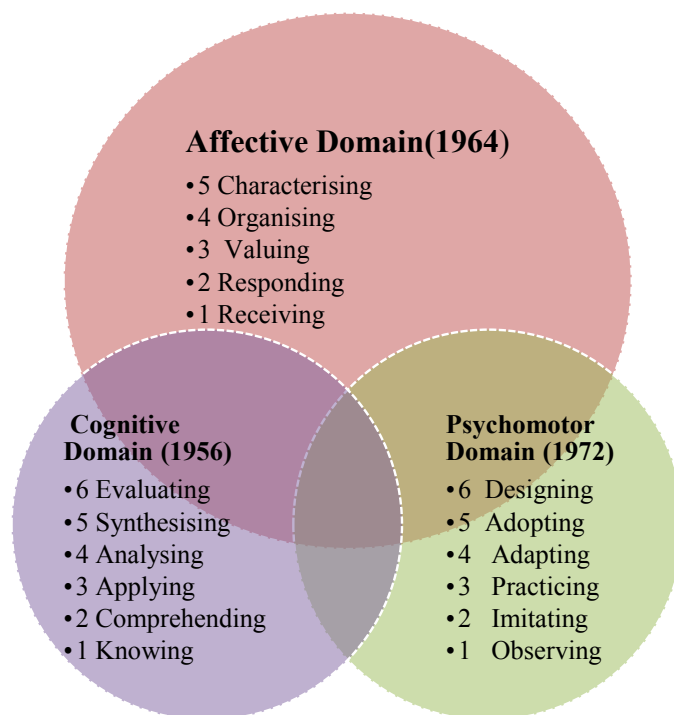 Affective Domain(1964)
•5 Characterising
•4 Organising
•3 Valuing
•2 Responding
•1 Receiving
Cognitive
Domain (1956)
•6 Evaluating
•5 Synthesising
•4 Analysing
•3 Applying
•2 Comprehending
•1 Knowing
Psychomotor
Domain (1972)
•6 Designing
•5 Adopting
•4 Adapting
•3 Practicing
•2 Imitating
•1 Observing